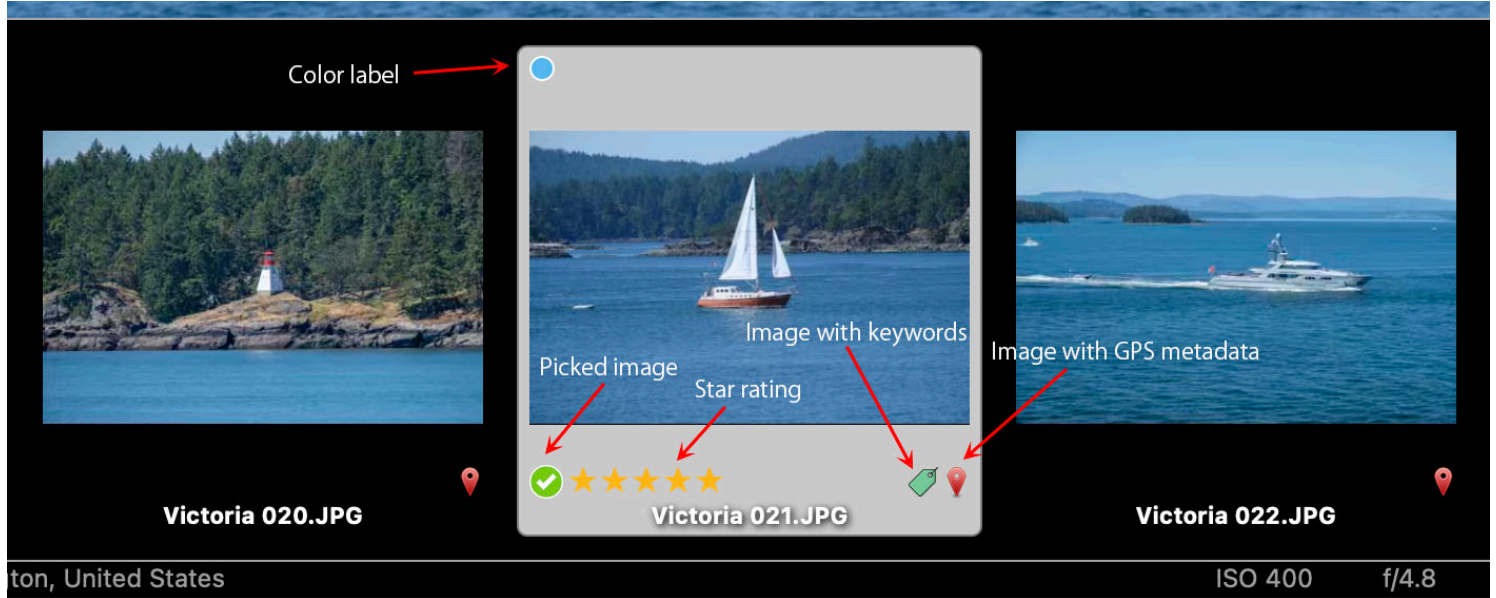 Color label
Image with keywords
Image with GPS metadata
Picked image
Star rating
Victoria 020.JPG
Victoria 021.JPG
Victoria 022.JPG
ton, United States
ISO 400
f/4.8